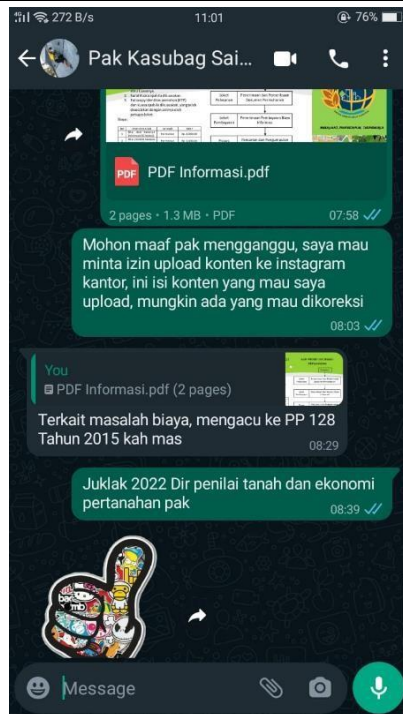 272 B/s
11:01
76%
Pak Kasubag Sai...
PDF
PDF Informasi.pdf
2 pages • 1.3 MB • PDF
07:58
Mohon maaf pak mengganggu, saya mau
minta izin upload konten ke instagram
kantor, ini isi konten yang mau saya
upload, mungkin ada yang mau dikoreksi
08:03
You
PDF Informasi.pdf (2 pages)
Terkait masalah biaya, mengacu ke PP 128
Tahun 2015 kah mas
08:29
Juklak 2022 Dir penilai tanah dan ekonomi
pertanahan pak
08:39
Message